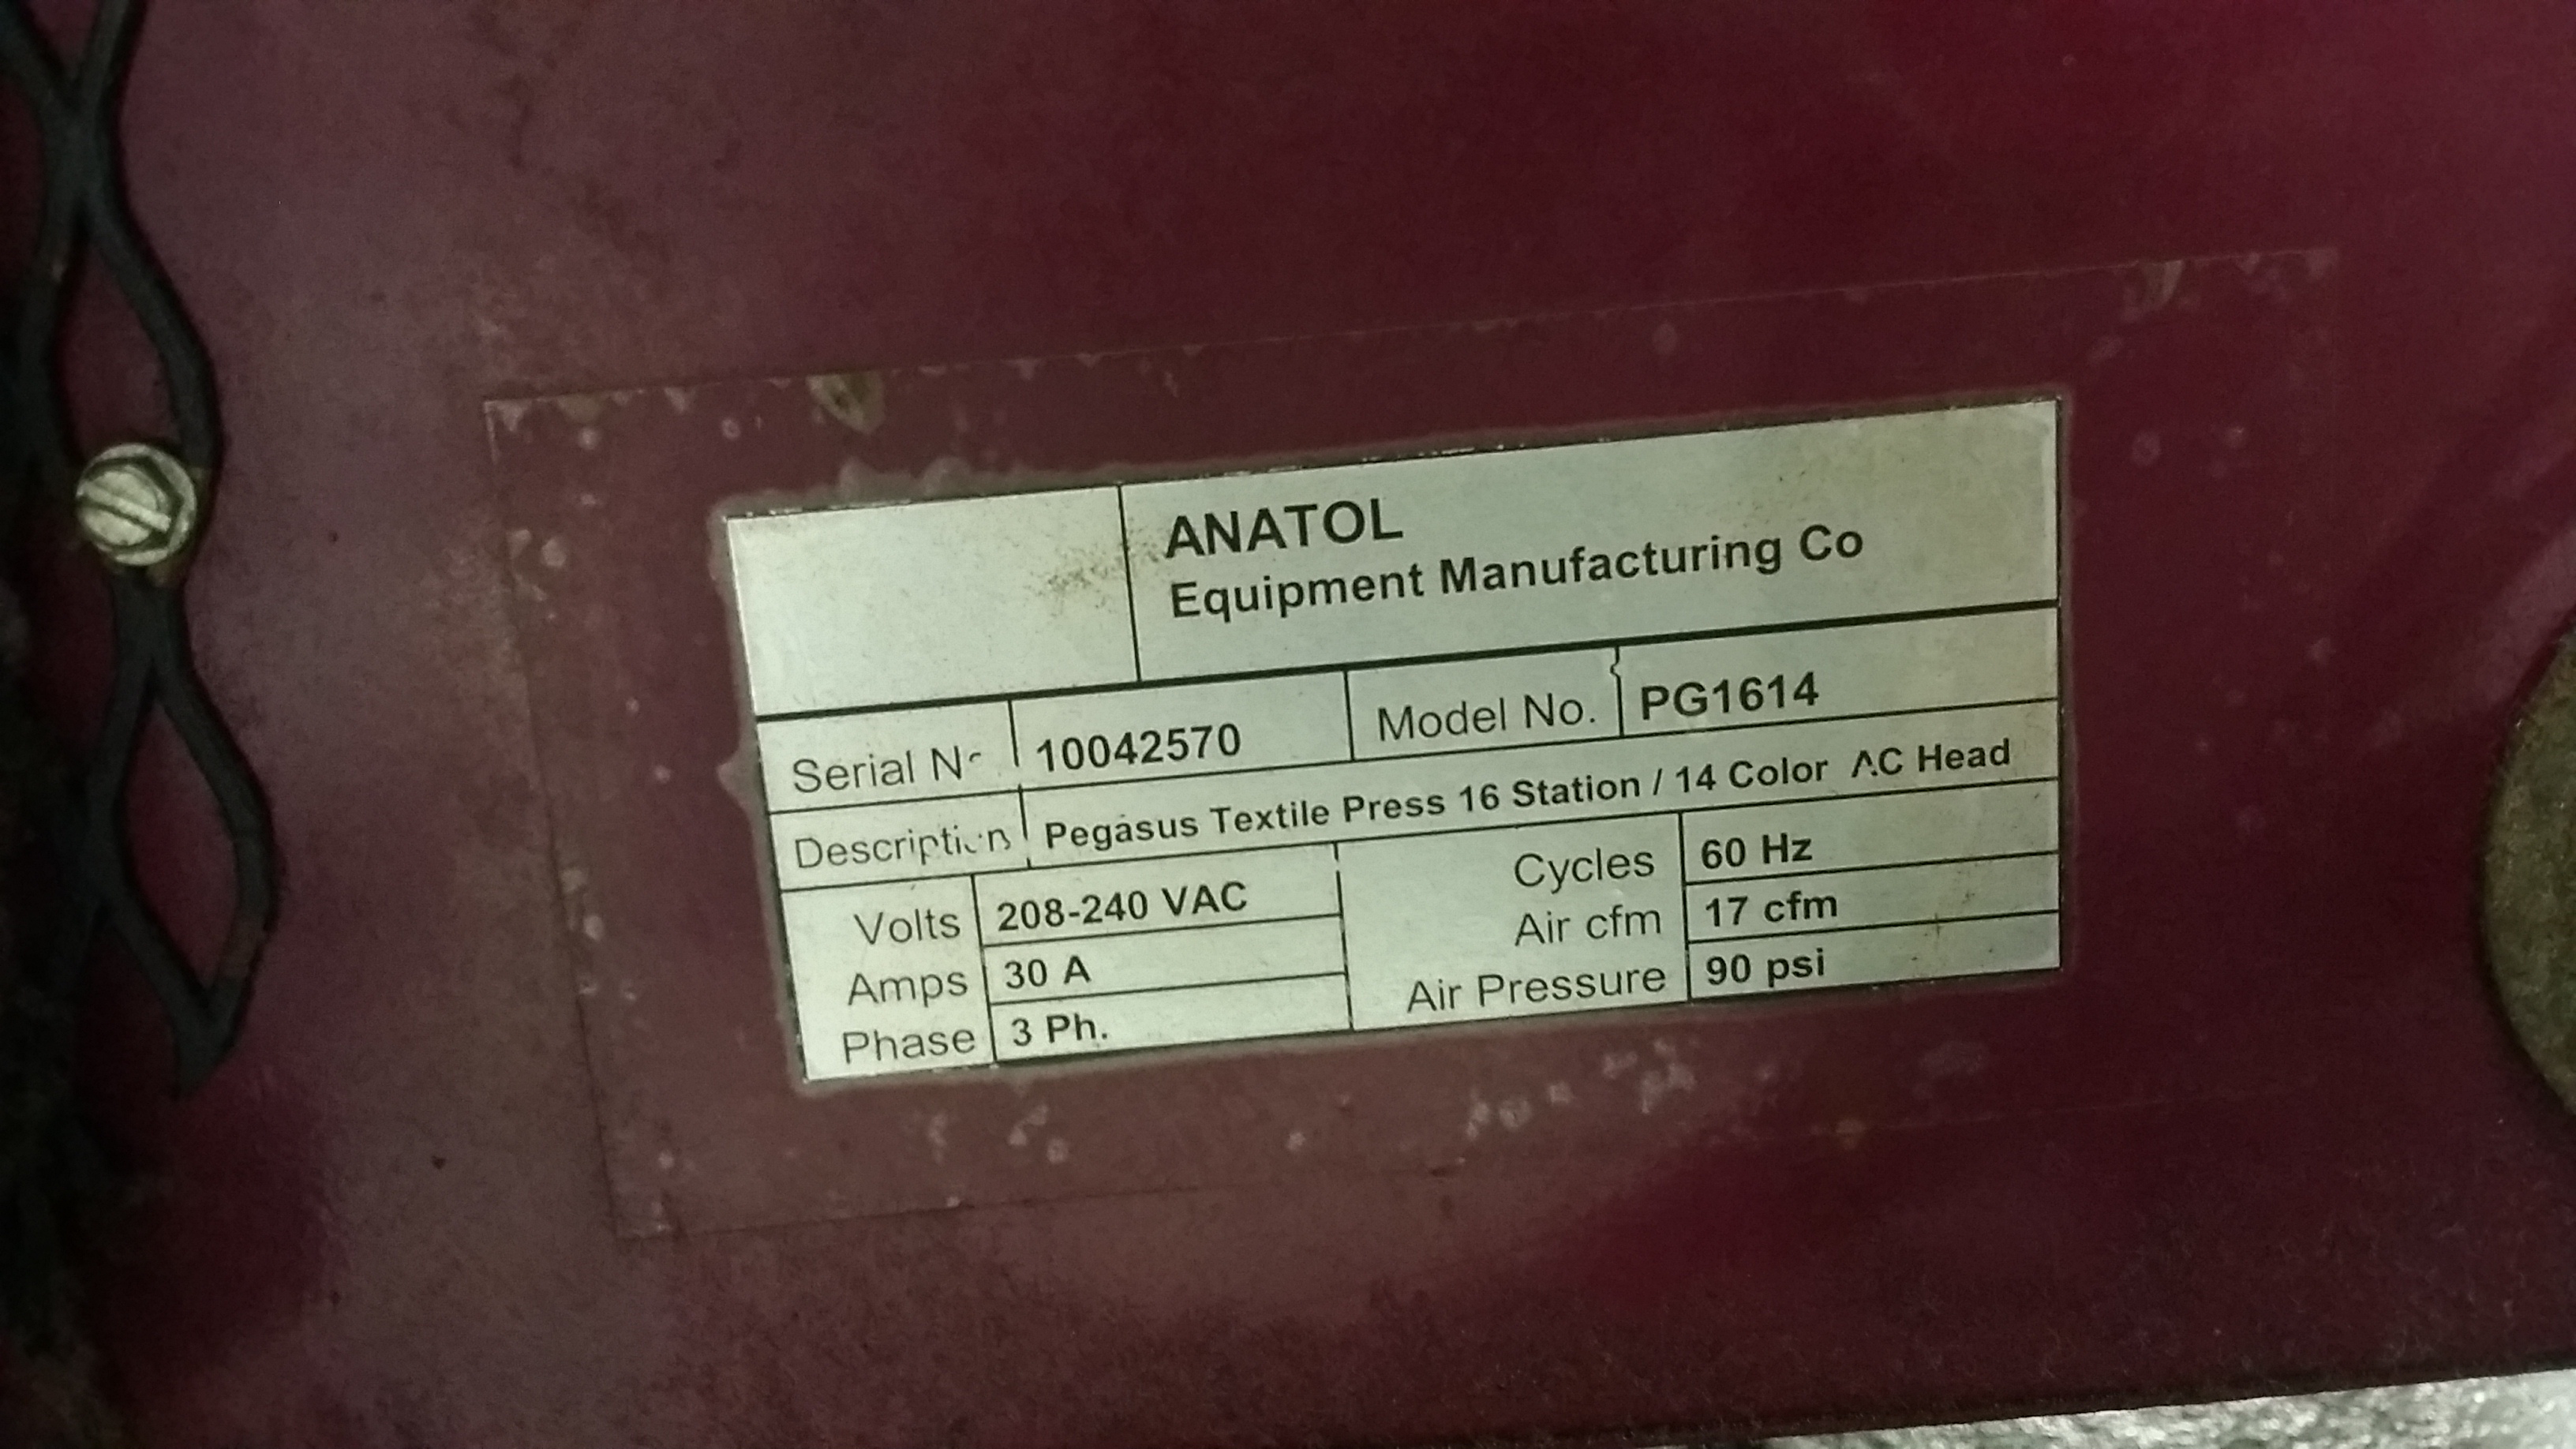 ANATOL
Equipment Manufacturing Co
Serial No 10042570 Model No. PG1614
Description Pegasus Textile Press 16 Station / 14 Color AC Head
Volts 208-240 VAC Cycles 60 Hz
Amps 30 A Air cfm 17 cfm
Phase 3 Ph. Air Pressure 90 psi